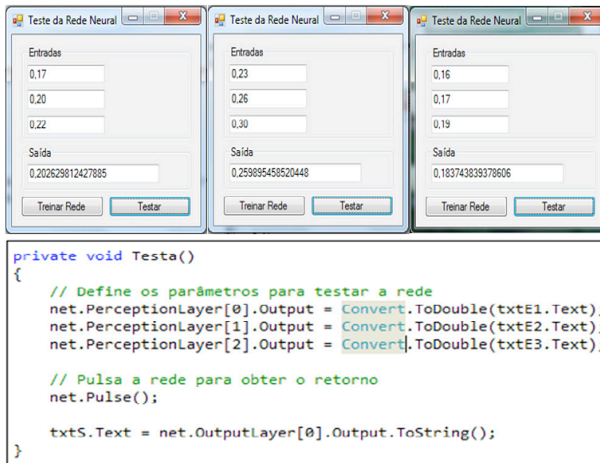 Teste da Rede Neural
Entradas
0,17
0,20
0,22
Saída
0,202629812427885
Treinar Rede Testar
Teste da Rede Neural
Entradas
0,23
0,26
0,30
Saída
0,259895458520448
Treinar Rede Testar
Teste da Rede Neural
Entradas
0,16
0,17
0,19
Saída
0,183743839378606
Treinar Rede Testar
private void Testa()
{
// Define os parâmetros para testar a rede
net.PerceptionLayer[0].Output = Convert.ToDouble(txtE1.Text);
net.PerceptionLayer[1].Output = Convert.ToDouble(txtE2.Text);
net.PerceptionLayer[2].Output = Convert.ToDouble(txtE3.Text);
// Pulsa a rede para obter o retorno
net.Pulse();
txtS.Text = net.OutputLayer[0].Output.ToString();
}